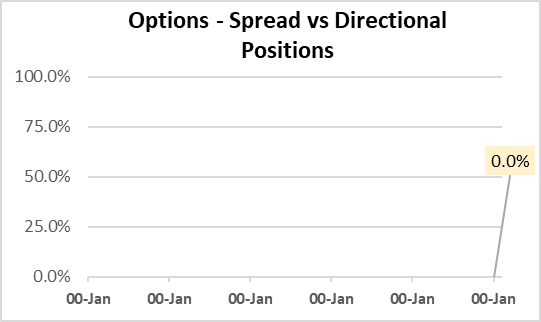 Options - Spread vs Directional
Positions
100.0%
75.0%
0.0%
50.0%
25.0%
0.0%
00-Jan 00-Jan 00-Jan 00-Jan 00-Jan 00-Jan